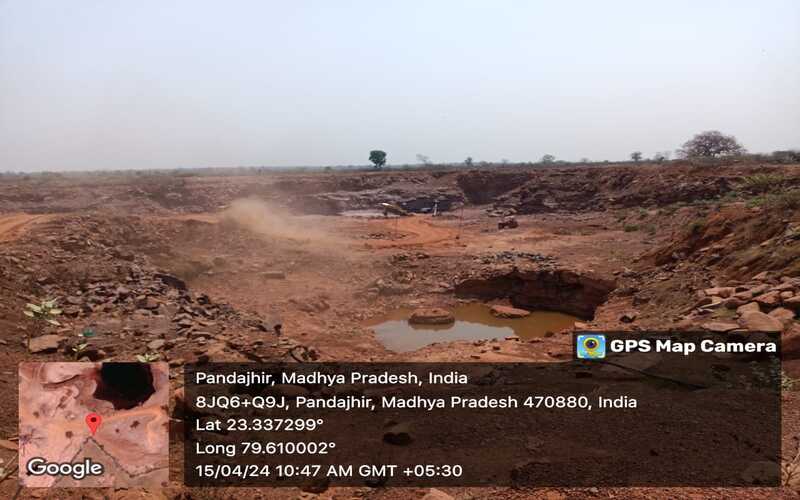 GPS Map Camera
Pandajhir, Madhya Pradesh, India
8JQ6+Q9J, Pandajhir, Madhya Pradesh 470880, India
Lat 23.337299°
Long 79.610002°
15/04/24 10:47 AM GMT +05:30
Google